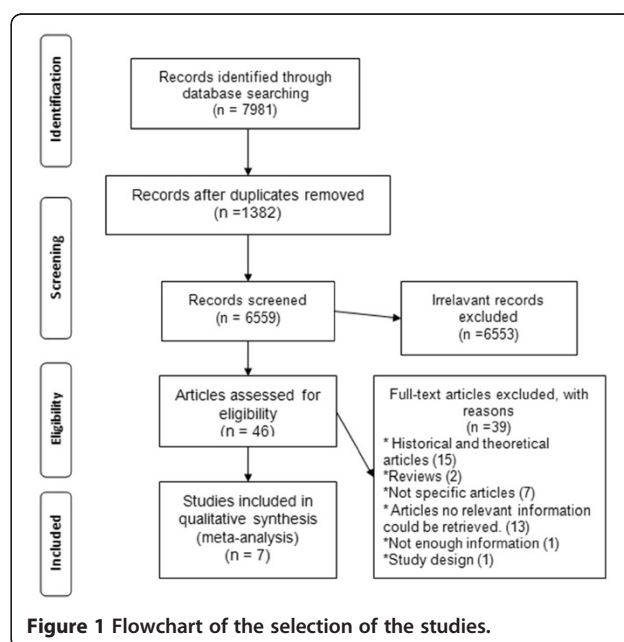 Identification
Records identified through
database searching
(n = 7981)
Records after duplicates removed
(n =1382)
Screening
Records screened
(n = 6559)
Irrelavant records
excluded
(n =6553)
Eligibility
Articles assessed for
eligibility
(n = 46)
Full-text articles excluded, with
reasons
(n =39)
* Historical and theoretical
articles (15)
*Reviews (2)
*Not specific articles (7)
*Articles no relevant information
could be retrieved. (13)
*Not enough information (1)
*Study design (1)
Included
Studies included in
qualitative synthesis
(meta-analysis)
n = 7)
Figure 1 Flowchart of the selection of the studies.